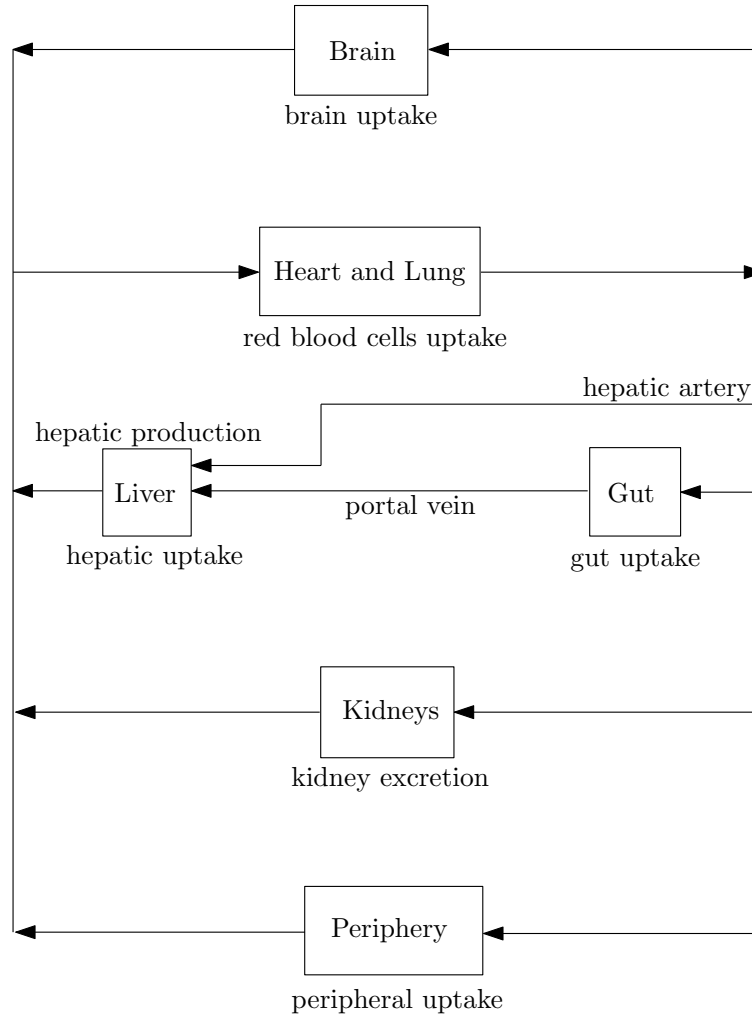 Brain
brain uptake
Heart and Lung
red blood cells uptake
hepatic artery
hepatic production
Liver
Gut
portal vein
hepatic uptake
gut uptake
Kidneys
kidney excretion
Periphery
peripheral uptake